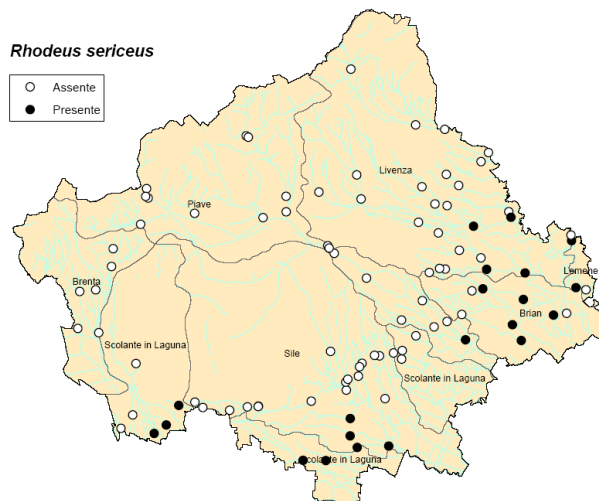 Rhodeus sericeus
Assente
Presente
Livenza
Piave
Lemene
Brenta
Brian
Scolante in Laguna
Sile
Scolante in Laguna
Scolante in Laguna